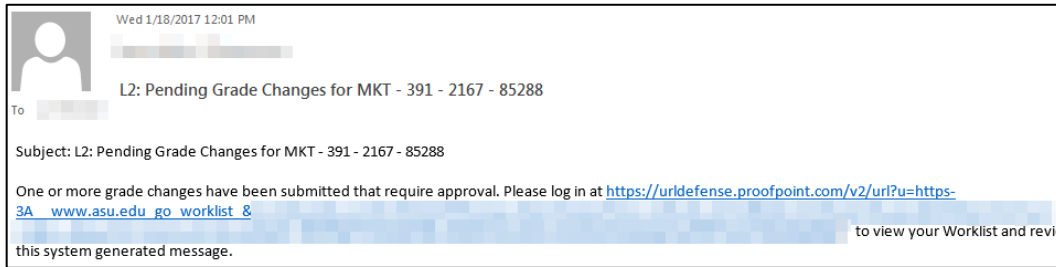 Wed 1/18/2017 12:01 PM
L2: Pending Grade Changes for MKT - 391 - 2167 - 85288
To
Subject: L2: Pending Grade Changes for MKT - 391 - 2167 - 85288
One or more grade changes have been submitted that require approval. Please log in at https://urldefense.proofpoint.com/v2/url?u=https-
3A__www.asu.edu_go_worklist_&
to view your Worklist and
this system generated message.